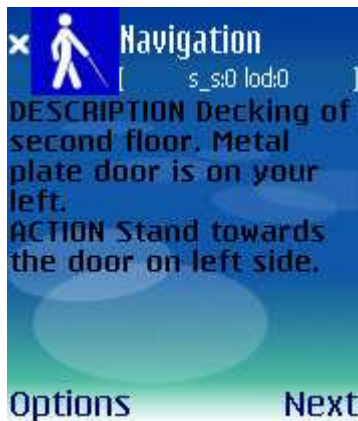 Navigation
[ s_s:0 lod:0 ]
DESCRIPTION Decking of
second floor. Metal
plate door is on your
left.
ACTION Stand towards
the door on left side.
Options Next